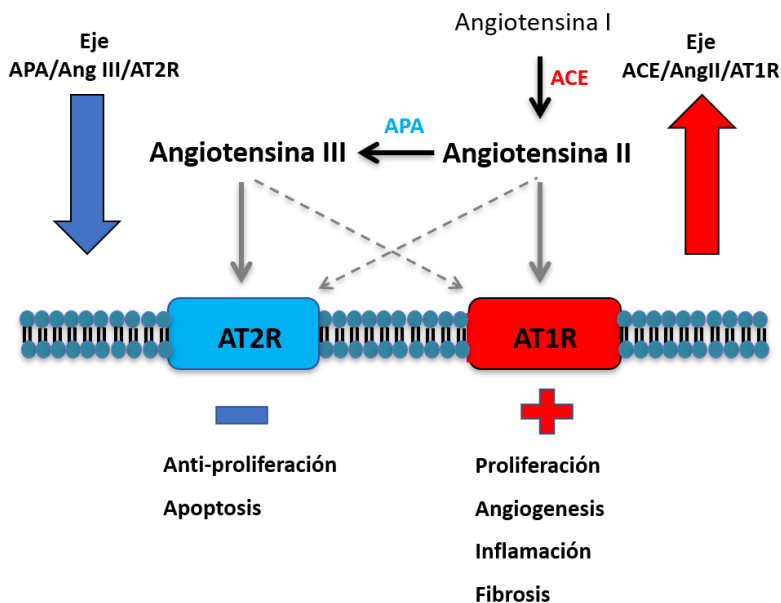 Angiotensina I
Eje
APA/Ang III/AT2R
Eje
ACE/AngII/AT1R
ACE
APA
Angiotensina III
Angiotensina II
AT2R
AT1R
Anti-proliferación
Apoptosis
Proliferación
Angiogenesis
Inflamación
Fibrosis